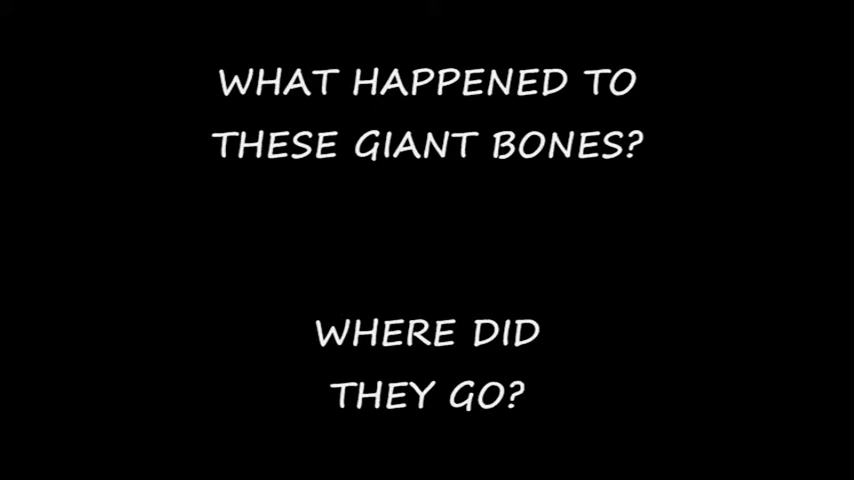 WHAT HAPPENED TO
THESE GIANT BONES?
WHERE DID
THEY GO?